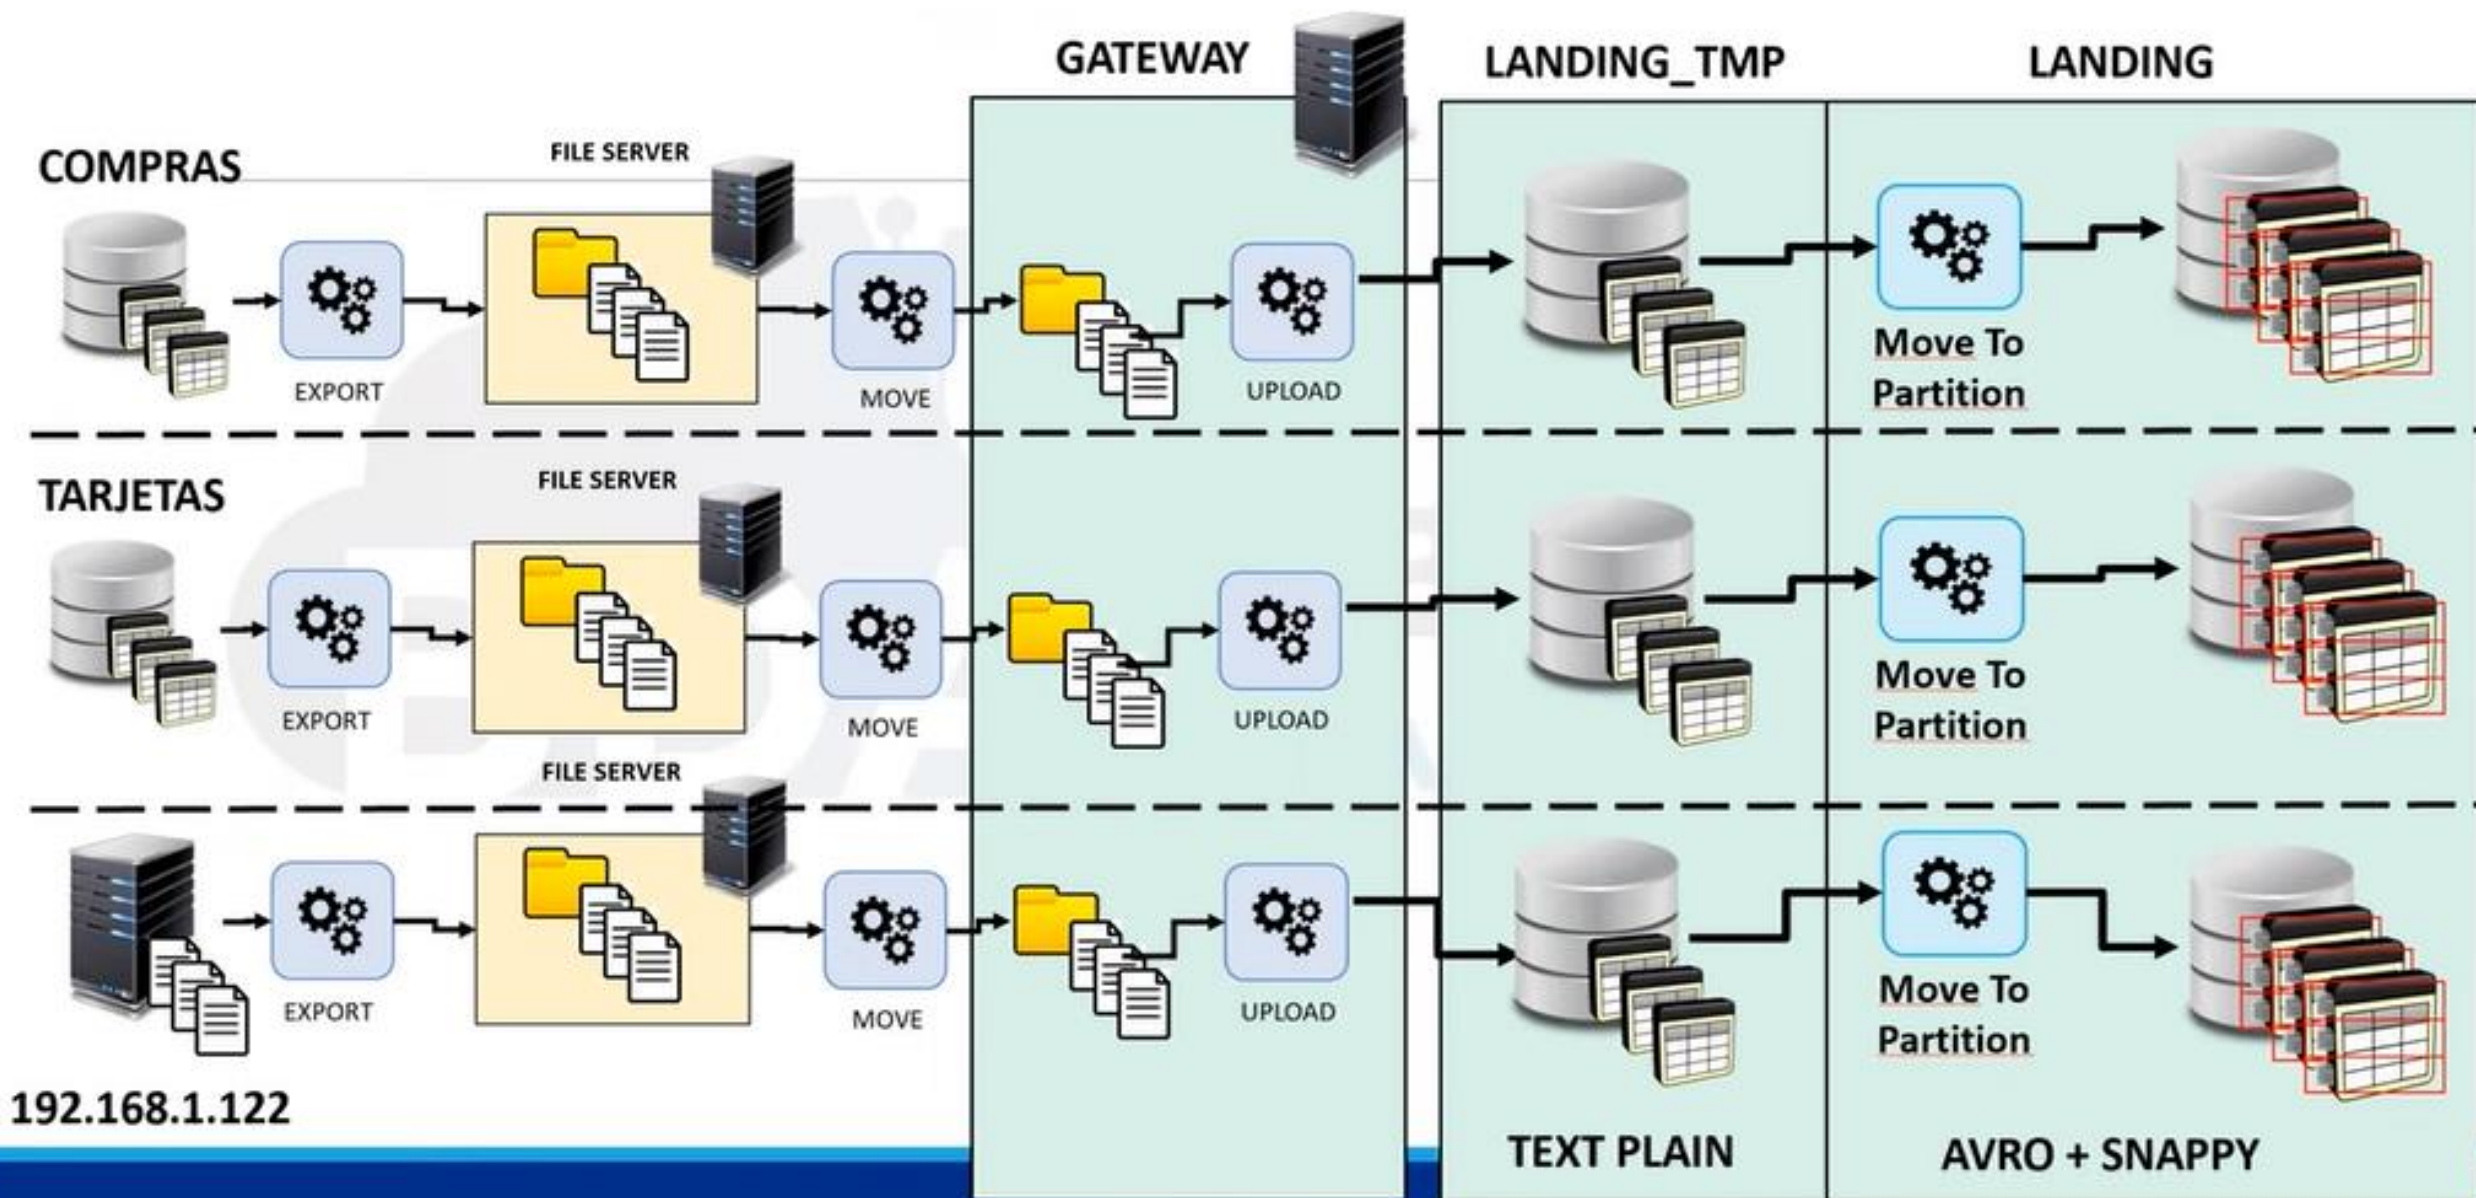 GATEWAY
LANDING_TMP
LANDING
COMPRAS
FILE SERVER
EXPORT
MOVE
UPLOAD
Move To
Partition
TARJETAS
FILE SERVER
EXPORT
MOVE
UPLOAD
Move To
Partition
FILE SERVER
EXPORT
MOVE
UPLOAD
Move To
Partition
192.168.1.122
TEXT PLAIN
AVRO + SNAPPY